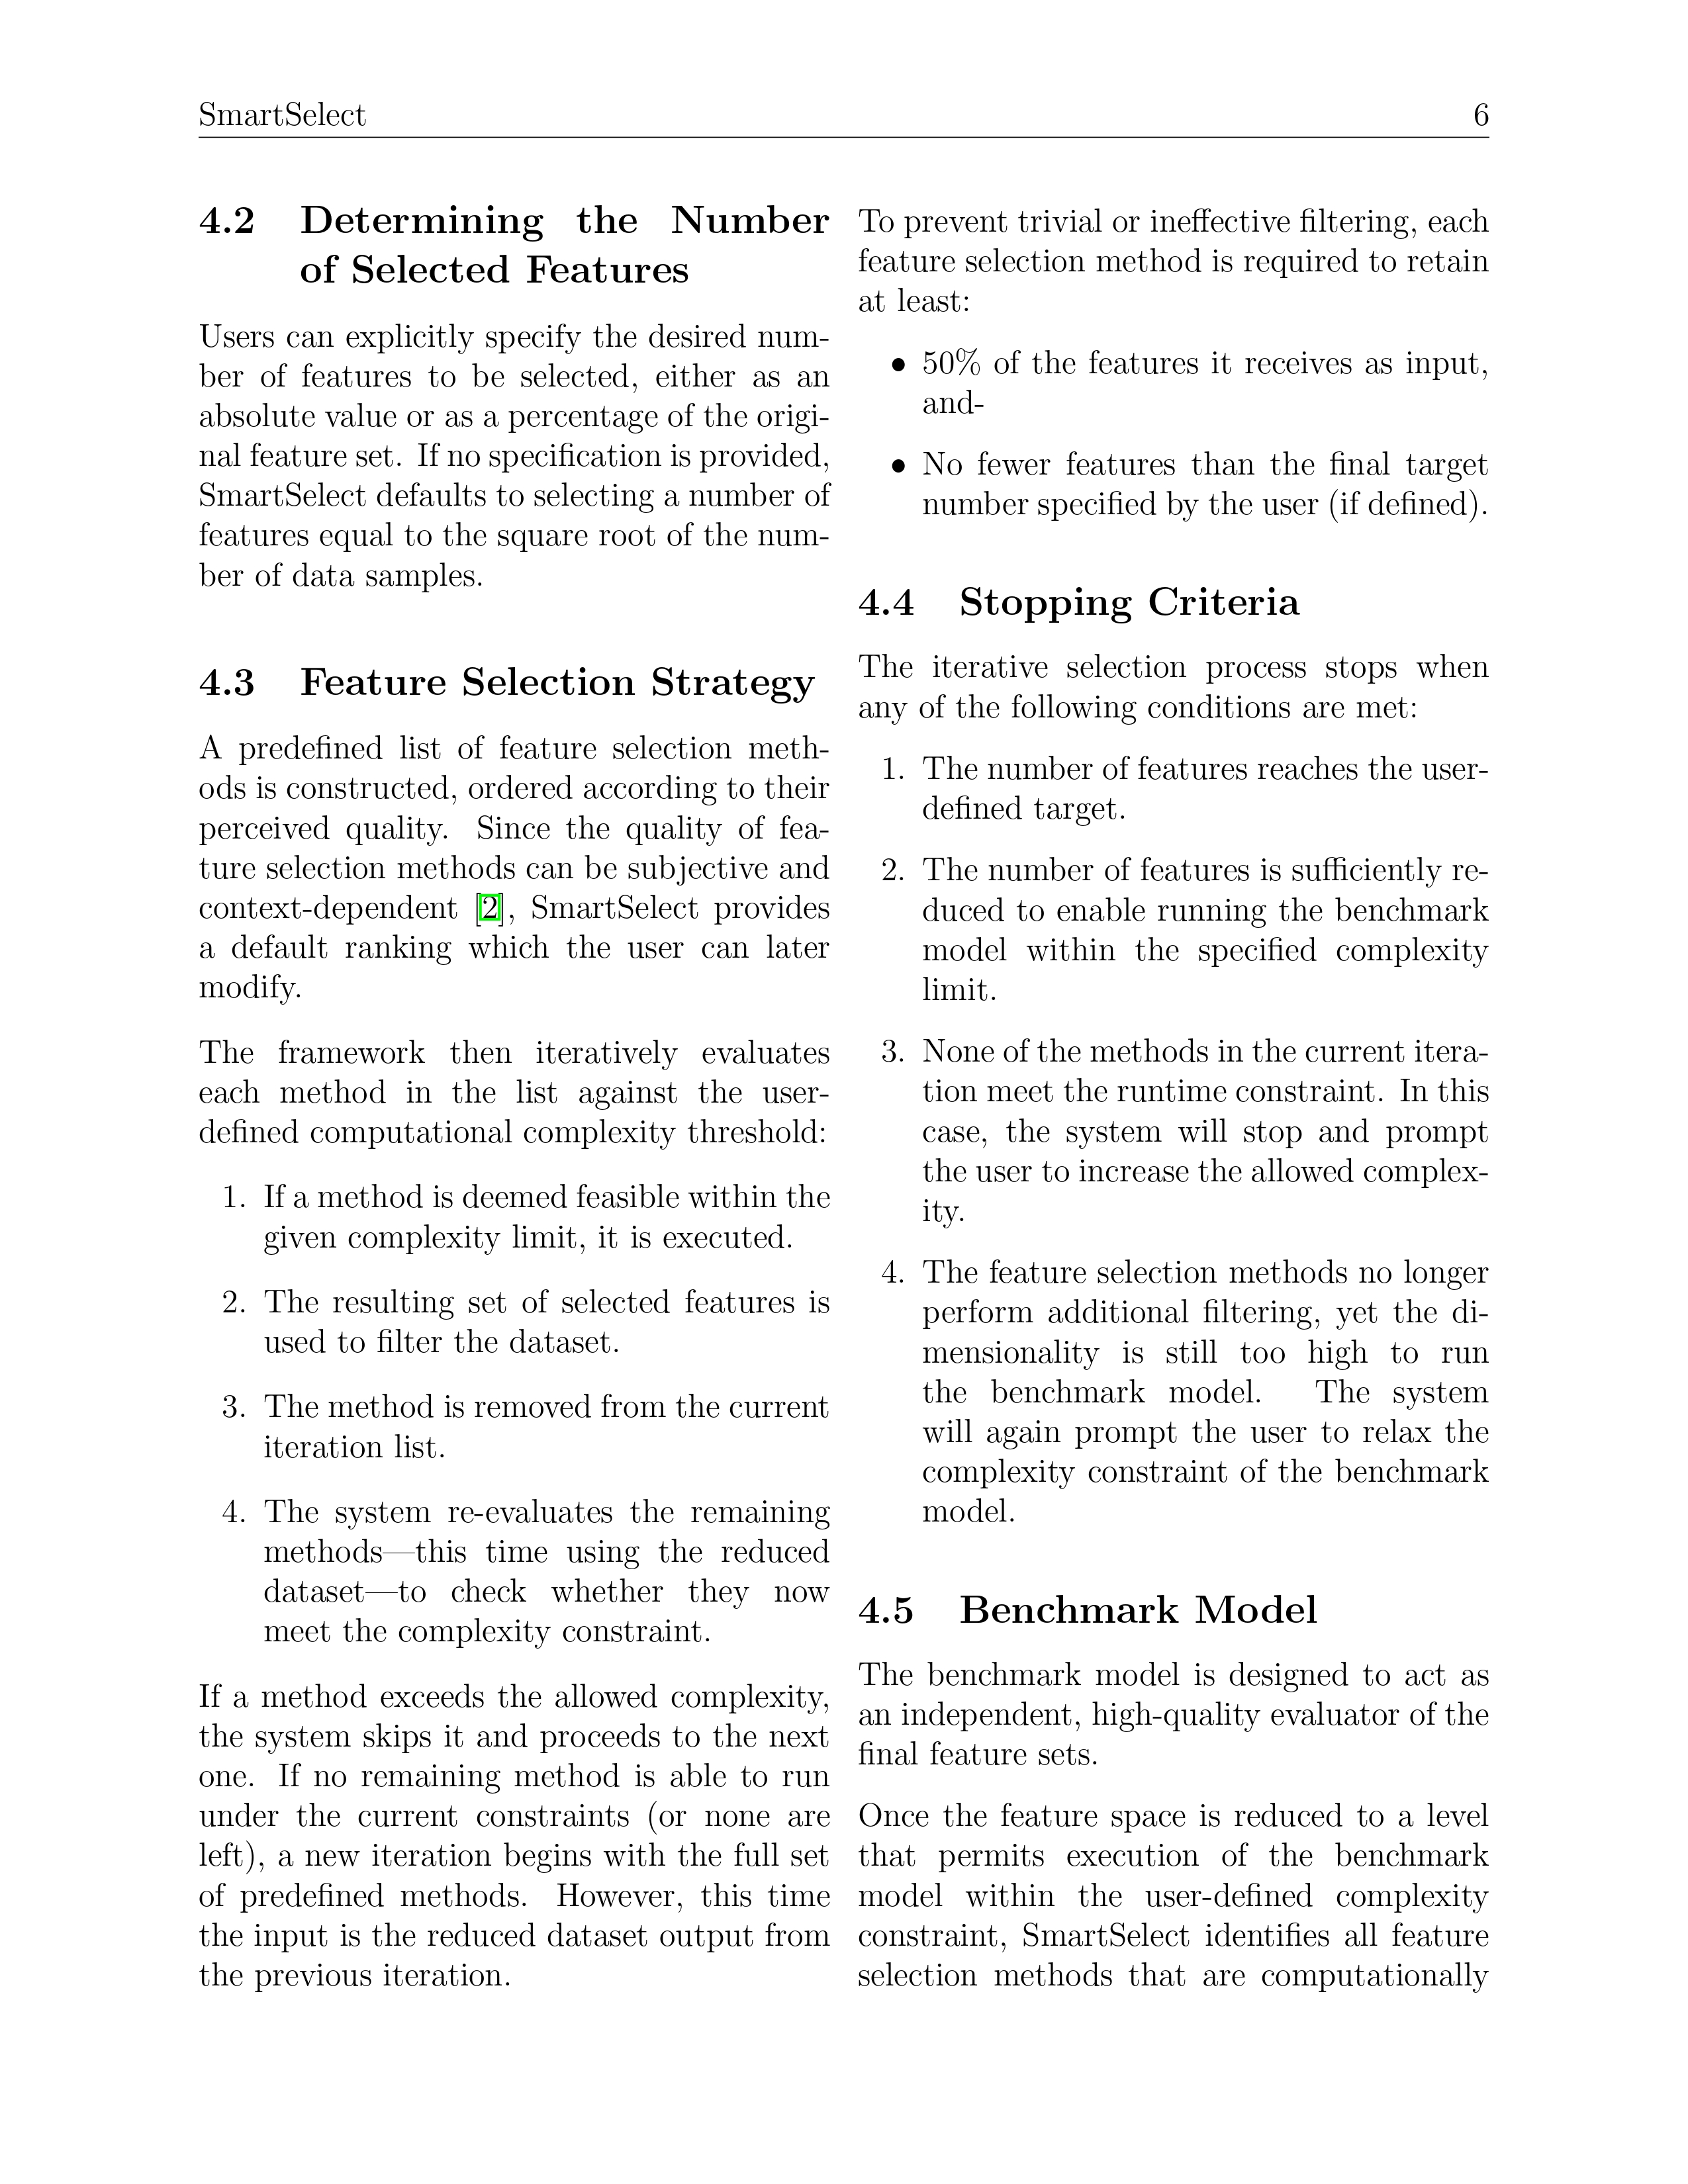 SmartSelect 6
4.2 Determining the Number
of Selected Features
Users can explicitly specify the desired num-
ber of features to be selected, either as an
absolute value or as a percentage of the origi-
nal feature set. If no specification is provided,
SmartSelect defaults to selecting a number of
features equal to the square root of the num-
ber of data samples.
4.3 Feature Selection Strategy
A predefined list of feature selection meth-
ods is constructed, ordered according to their
perceived quality. Since the quality of fea-
ture selection methods can be subjective and
context-dependent [2], SmartSelect provides
a default ranking which the user can later
modify.
The framework then iteratively evaluates
each method in the list against the user-
defined computational complexity threshold:
1. If a method is deemed feasible within the
given complexity limit, it is executed.
2. The resulting set of selected features is
used to filter the dataset.
3. The method is removed from the current
iteration list.
4. The system re-evaluates the remaining
methods—this time using the reduced
dataset—to check whether they now
meet the complexity constraint.
If a method exceeds the allowed complexity,
the system skips it and proceeds to the next
one. If no remaining method is able to run
under the current constraints (or none are
left), a new iteration begins with the full set
of predefined methods. However, this time
the input is the reduced dataset output from
the previous iteration.
To prevent trivial or ineffective filtering, each
feature selection method is required to retain
at least:
• 50% of the features it receives as input,
and-
• No fewer features than the final target
number specified by the user (if defined).
4.4 Stopping Criteria
The iterative selection process stops when
any of the following conditions are met:
1. The number of features reaches the user-
defined target.
2. The number of features is sufficiently re-
duced to enable running the benchmark
model within the specified complexity
limit.
3. None of the methods in the current itera-
tion meet the runtime constraint. In this
case, the system will stop and prompt
the user to increase the allowed complex-
ity.
4. The feature selection methods no longer
perform additional filtering, yet the di-
mensionality is still too high to run
the benchmark model. The system
will again prompt the user to relax the
complexity constraint of the benchmark
model.
4.5 Benchmark Model
The benchmark model is designed to act as
an independent, high-quality evaluator of the
final feature sets.
Once the feature space is reduced to a level
that permits execution of the benchmark
model within the user-defined complexity
constraint, SmartSelect identifies all feature
selection methods that are computationally